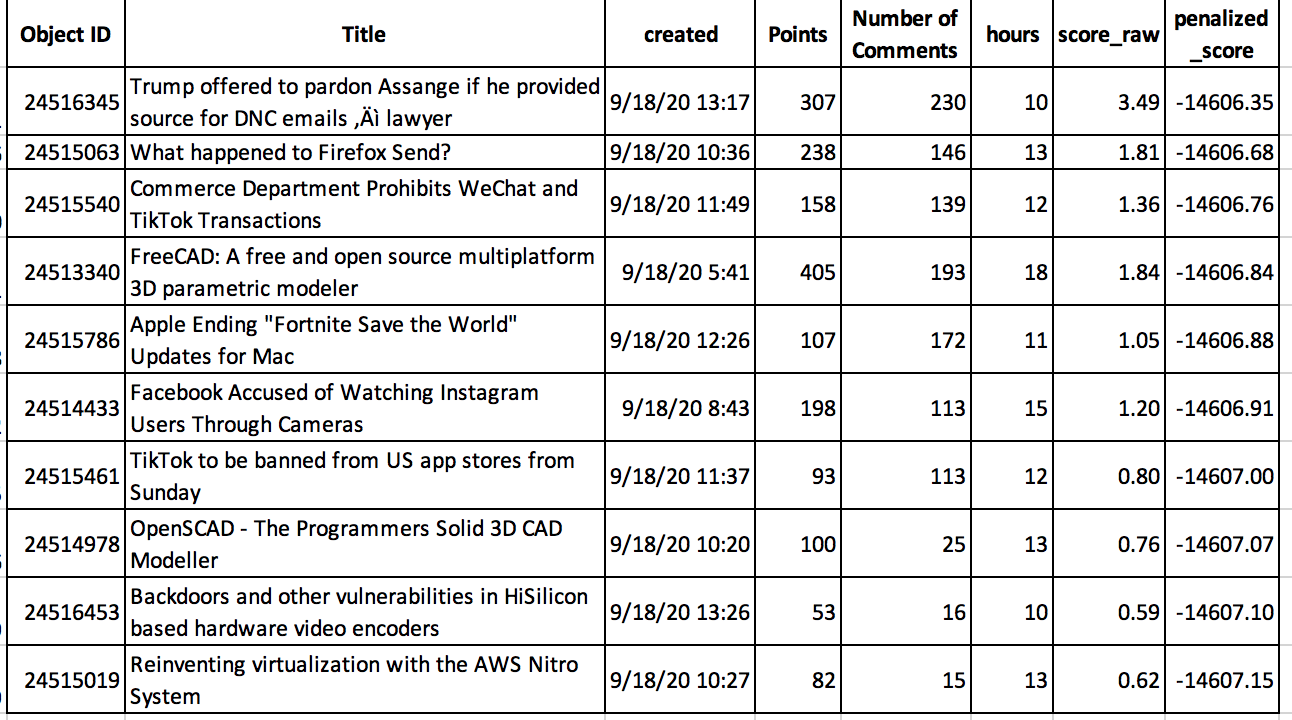 Object ID Title created Points Number of Comments hours score_raw penalized _score
24516345 Trump offered to pardon Assange if he provided source for DNC emails ‚Äì lawyer 9/18/20 13:17 307 230 10 3.49 -14606.35
24515063 What happened to Firefox Send? 9/18/20 10:36 238 146 13 1.81 -14606.68
24515540 Commerce Department Prohibits WeChat and TikTok Transactions 9/18/20 11:49 158 139 12 1.36 -14606.76
24513340 FreeCAD: A free and open source multiplatform 3D parametric modeler 9/18/20 5:41 405 193 18 1.84 -14606.84
24515786 Apple Ending "Fortnite Save the World" Updates for Mac 9/18/20 12:26 107 172 11 1.05 -14606.88
24514433 Facebook Accused of Watching Instagram Users Through Cameras 9/18/20 8:43 198 113 15 1.20 -14606.91
24515461 TikTok to be banned from US app stores from Sunday 9/18/20 11:37 93 113 12 0.80 -14607.00
24514978 OpenSCAD - The Programmers Solid 3D CAD Modeller 9/18/20 10:20 100 25 13 0.76 -14607.07
24516453 Backdoors and other vulnerabilities in HiSilicon based hardware video encoders 9/18/20 13:26 53 16 10 0.59 -14607.10
24515019 Reinventing virtualization with the AWS Nitro System 9/18/20 10:27 82 15 13 0.62 -14607.15